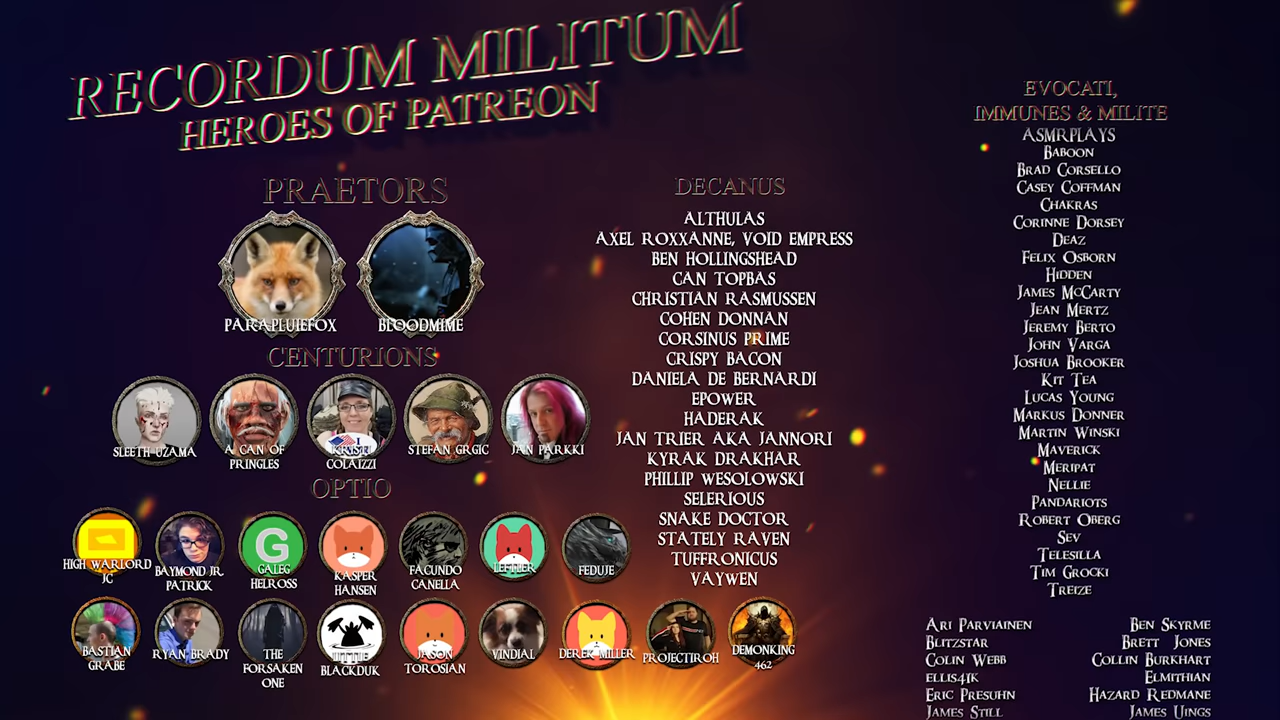 RECORDUM MILITUM
HEROES OF PATREON
PRAETORS
PARAPLUIEFOX
BLOODMIME
CENTURIONS
SLEETH UZAMA
A CAN OF
PRINGLES
KRISTI
COLAIZZI
STEFAN GRGIC
JAN PARKKI
OPTIO
HIGH WARLORD
JG
BAYMOND JR.
PATRICK
G
GALEG
HELROSS
KASPER
HANSEN
FACUNDO
CANELLA
LEFTLER
FEDUJE
BASTIAN
GRABE
RYAN BRADY
THE
FORSAKEN
ONE
LITTLE
BLACKDUK
JASON
TOROSIAN
VINDIAL
DEREK MILLER
PROJECTIROH
DEMONKING
462
DECANUS
ALTHULAS
AXEL ROXXANNE, VOID EMPRESS
BEN HOLLINGSHEAD
CAN TOPBAS
CHRISTIAN RASMUSSEN
COHEN DONNAN
CORSINUS PRIME
CRISPY BACON
DANIELA DE BERNARDI
EPOWER
HADERAK
JAN TRIER AKA JANNORI
KYRAK DRAKHAR
PHILLIP WESOLOWSKI
SELERIOUS
SNAKE DOCTOR
STATELY RAVEN
TUFFRONICUS
VAYWEN
EVOCATI,
IMMUNES & MILITE
ASMRPLAYS
BABOON
BRAD CORSELLO
CASEY COFFMAN
CHAKRAS
CORINNE DORSEY
DEAZ
FELIX OSBORN
HIDDEN
JAMES MCCARTY
JEAN MERTZ
JEREMY BERTO
JOHN VARGA
JOSHUA BROOKER
KIT TEA
LUCAS YOUNG
MARKUS DONNER
MARTIN WINSKI
MAVERICK
MERIPAT
NELLIE
PANDARIOTS
ROBERT OBERG
SEV
TELESILLA
TIM GROCKI
TREIZE
ARI PARVIAINEN
BLITZSTAR
COLIN WEBB
ELLIS41K
ERIC PRESUHN
JAMES STILL
BEN SKYRME
BRETT JONES
COLLIN BURKHART
ELMITHIAN
HAZARD REDMANE
JAMES UINGS